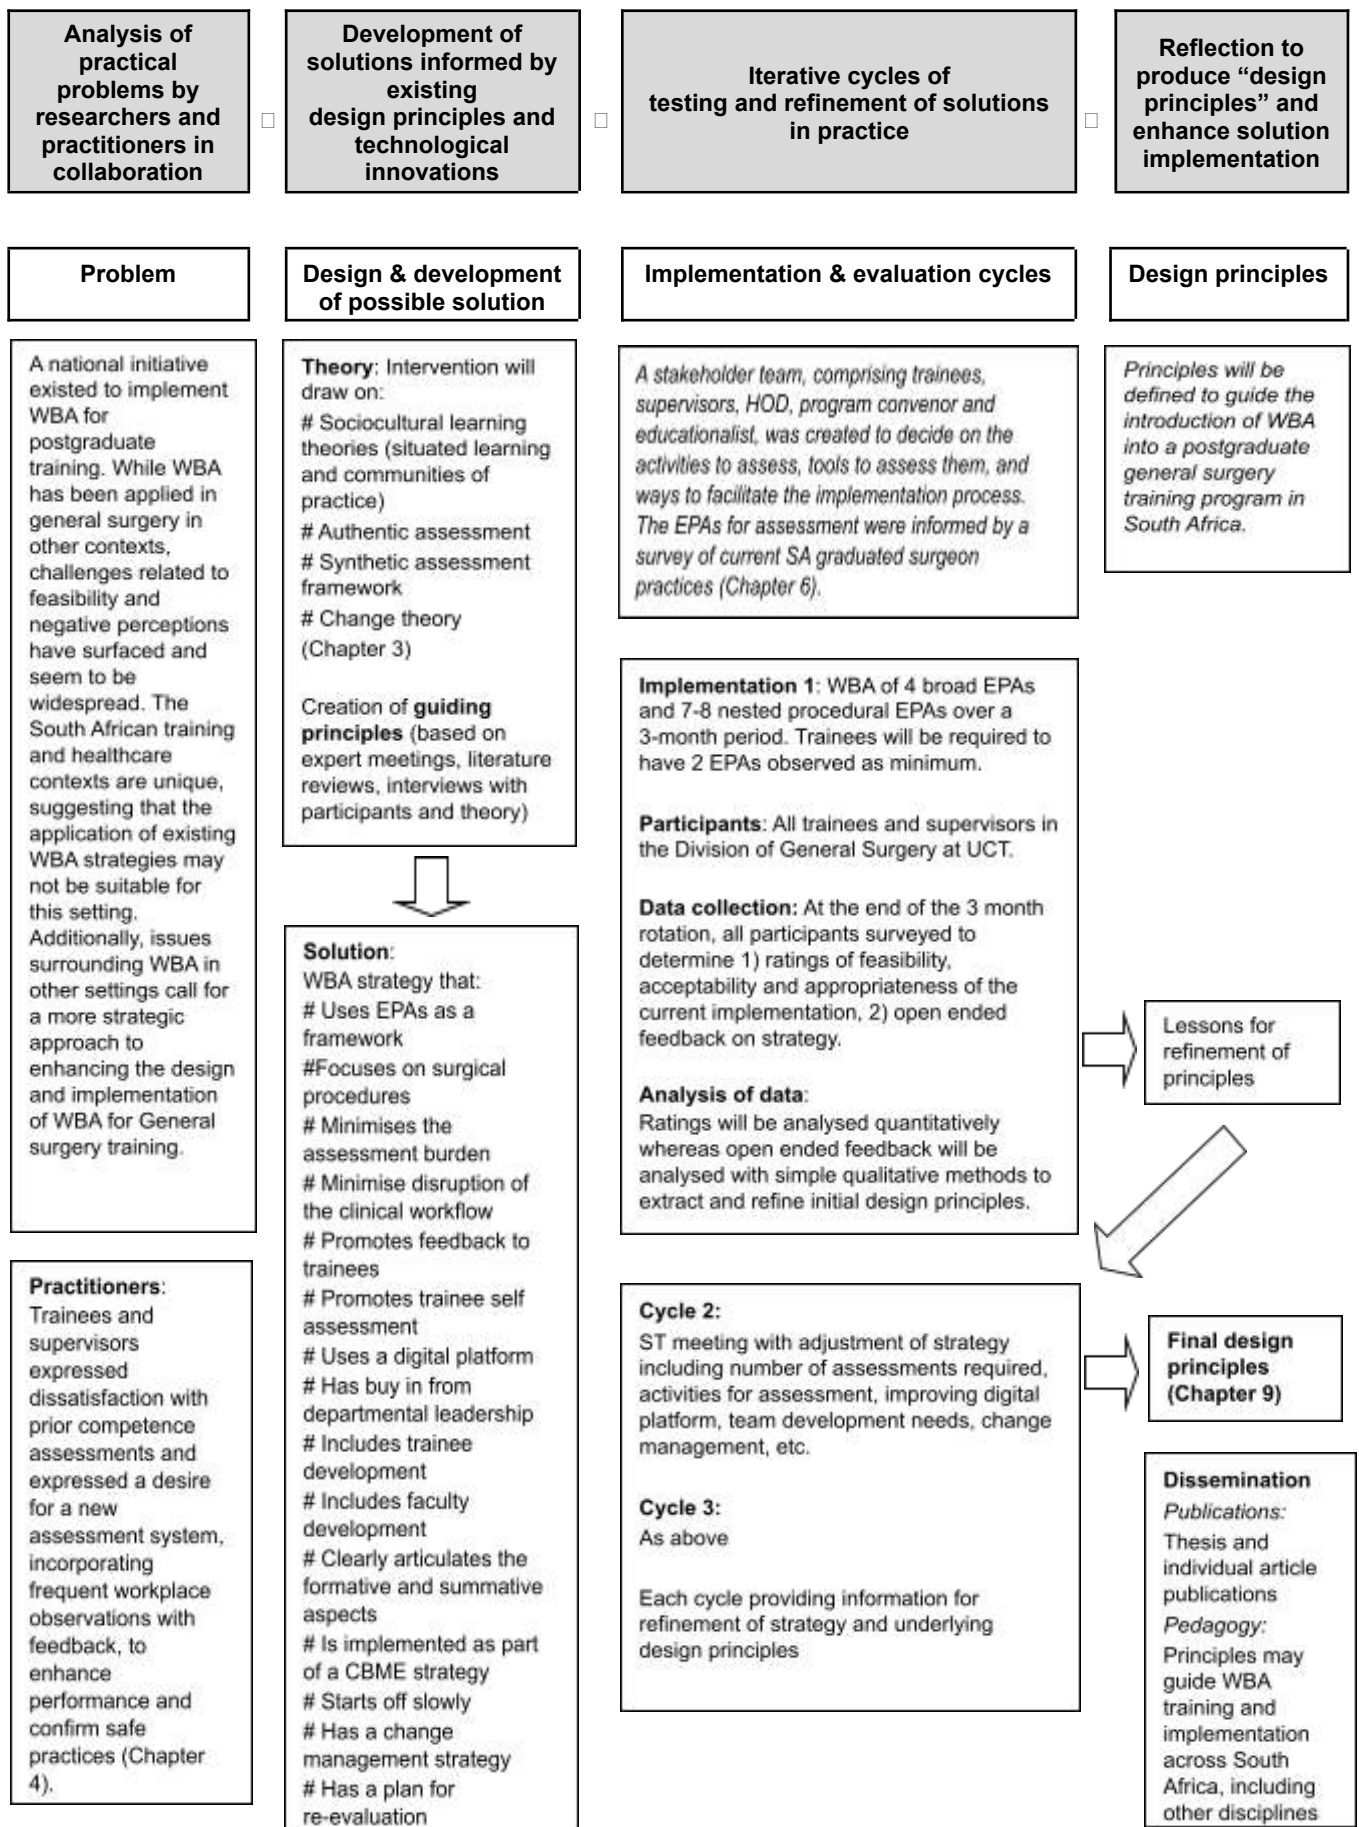 Analysis of
practical
problems by
researchers and
practitioners in
collaboration
Development of
solutions informed by
existing
design principles and
technological
innovations
Iterative cycles of
testing and refinement of solutions
in practice
Reflection to
produce “design
principles” and
enhance solution
implementation
Problem
Design & development
of possible solution
Implementation & evaluation cycles
Design principles
A national initiative
existed to implement
WBA for
postgraduate
training. While WBA
has been applied in
general surgery in
other contexts,
challenges related to
feasibility and
negative perceptions
have surfaced and
seem to be
widespread. The
South African training
and healthcare
contexts are unique,
suggesting that the
application of existing
WBA strategies may
not be suitable for
this setting.
Additionally, issues
surrounding WBA in
other settings call for
a more strategic
approach to
enhancing the design
and implementation
of WBA for General
surgery training.
Practitioners:
Trainees and
supervisors
expressed
dissatisfaction with
prior competence
assessments and
expressed a desire
for a new
assessment system,
incorporating
frequent workplace
observations with
feedback, to
enhance
performance and
confirm safe
practices (Chapter
4).
Theory: Intervention will
draw on:
# Sociocultural learning
theories (situated learning
and communities of
practice)
# Authentic assessment
# Synthetic assessment
framework
# Change theory
(Chapter 3)
Creation of guiding
principles (based on
expert meetings, literature
reviews, interviews with
participants and theory)
Solution:
WBA strategy that:
# Uses EPAs as a
framework
#Focuses on surgical
procedures
# Minimises the
assessment burden
# Minimise disruption of
the clinical workflow
# Promotes feedback to
trainees
# Promotes trainee self
assessment
# Uses a digital platform
# Has buy in from
departmental leadership
# Includes trainee
development
# Includes faculty
development
# Clearly articulates the
formative and summative
aspects
# Is implemented as part
of a CBME strategy
# Starts off slowly
# Has a change
management strategy
# Has a plan for
re-evaluation
A stakeholder team, comprising trainees,
supervisors, HOD, program convenor and
educationalist, was created to decide on the
activities to assess, tools to assess them, and
ways to facilitate the implementation process.
The EPAs for assessment were informed by a
survey of current SA graduated surgeon
practices (Chapter 6).
Implementation 1: WBA of 4 broad EPAs
and 7-8 nested procedural EPAs over a
3-month period. Trainees will be required to
have 2 EPAs observed as minimum.
Participants: All trainees and supervisors in
the Division of General Surgery at UCT.
Data collection: At the end of the 3 month
rotation, all participants surveyed to
determine 1) ratings of feasibility,
acceptability and appropriateness of the
current implementation, 2) open ended
feedback on strategy.
Analysis of data:
Ratings will be analysed quantitatively
whereas open ended feedback will be
analysed with simple qualitative methods to
extract and refine initial design principles.
Cycle 2:
ST meeting with adjustment of strategy
including number of assessments required,
activities for assessment, improving digital
platform, team development needs, change
management, etc.
Cycle 3:
As above
Each cycle providing information for
refinement of strategy and underlying
design principles
Principles will be
defined to guide the
introduction of WBA
into a postgraduate
general surgery
training program in
South Africa.
Lessons for
refinement of
principles
Final design
principles
(Chapter 9)
Dissemination
Publications:
Thesis and
individual article
publications
Pedagogy:
Principles may
guide WBA
training and
implementation
across South
Africa, including
other disciplines